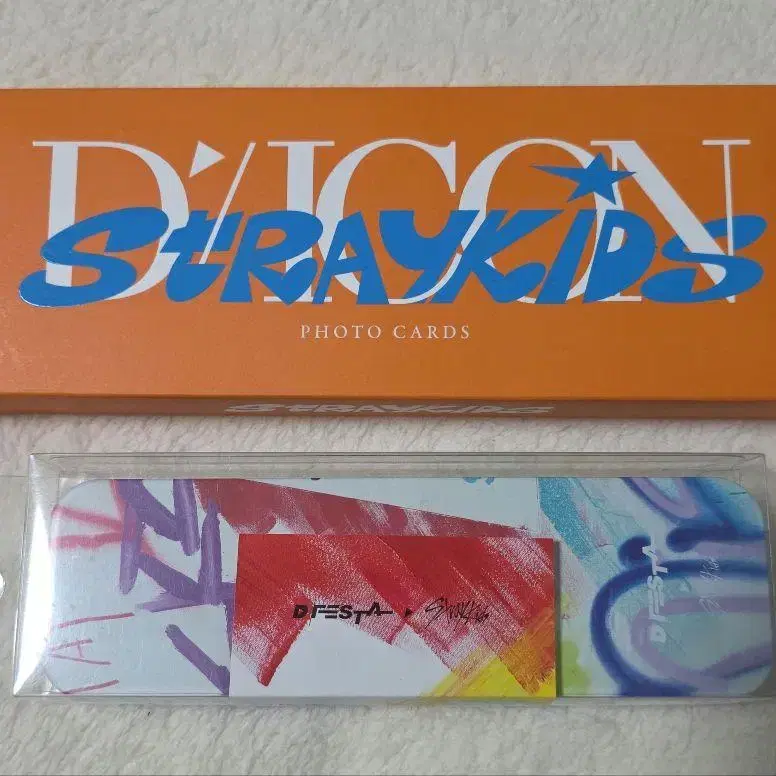 D'/ICON
STRAYKIDS
PHOTO CARDS
STRAYKIDS
D'FESTA ▸ StrayKids
D'FESTA